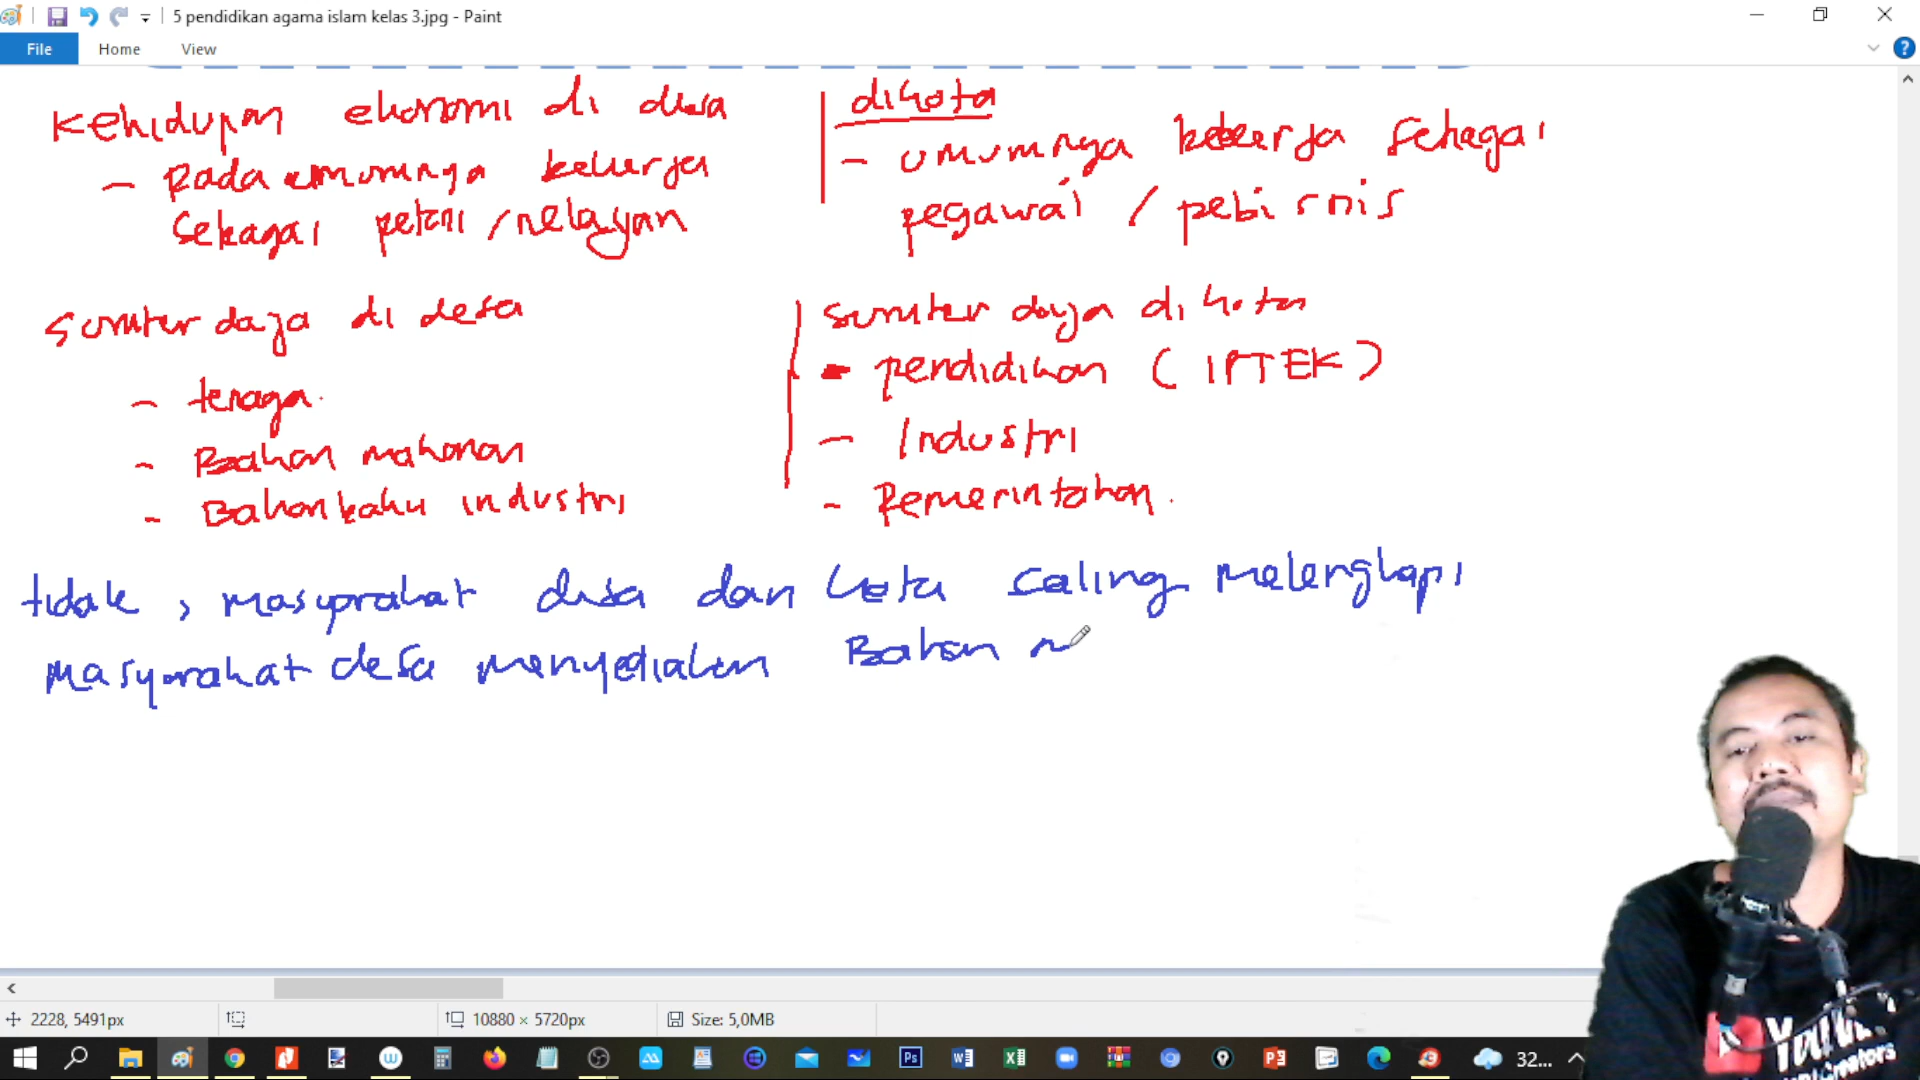 5 pendidikan agama islam kelas 3.jpg - Paint
File Home View
Kehidupan ekonomi di desa
- Pada umumnya bekerja
sebagai petani / nelayan
dikota
- umumnya bekerja sebagai
pegawai / pebisnis
Sumber daya di desa
- tenaga.
- Bahan makanan
- Bahan baku industri
Sumber daya di kota
- pendidikan (IPTEK)
- Industri
- Pemerintahan.
tidak, masyarakat desa dan kota saling melengkapi
masyarakat desa menyediakan Bahan m
2228, 5491px
10880 × 5720px
Size: 5,0MB
32...